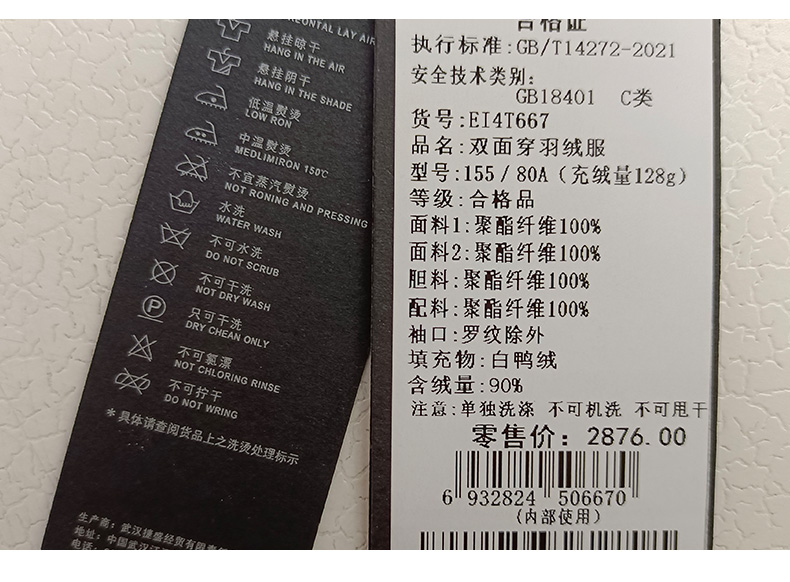 HORIZONTAL LAY AIR
悬挂晾干
HANG IN THE AIR
悬挂阴干
HANG IN THE SHADE
低温熨烫
LOW RON
中温熨烫
MEDLIMIRON 150℃
不宜蒸汽熨烫
NOT RONING AND PRESSING
水洗
WATER WASH
不可水洗
DO NOT SCRUB
不可干洗
NOT DRY WASH
P
只可干洗
DRY CHEAN ONLY
不可氯漂
NOT CHLORING RINSE
不可拧干
DO NOT WRING
*具体请查阅货品上之洗烫处理标示
生产商:武汉键盛经贸有限责任
地址:中国武汉
电话:
合格证
执行标准:GB/T14272-2021
安全技术类别:
GB18401 C类
货号:EI4T667
品名:双面穿羽绒服
型号:155/80A(充绒量128g)
等级:合格品
面料1:聚酯纤维100%
面料2:聚酯纤维100%
胆料:聚酯纤维100%
配料:聚酯纤维100%
袖口:罗纹除外
填充物:白鸭绒
含绒量:90%
注意:单独洗涤 不可机洗 不可甩干
零售价:2876.00
6 932824 506670
(内部使用)